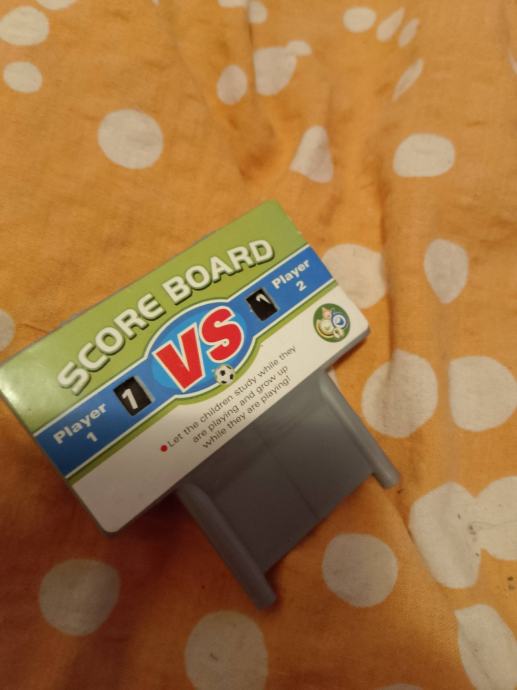 SCORE BOARD
Player 1
1
VS
Player 2
Let the children study while they
are playing and grow up
while they are playing!